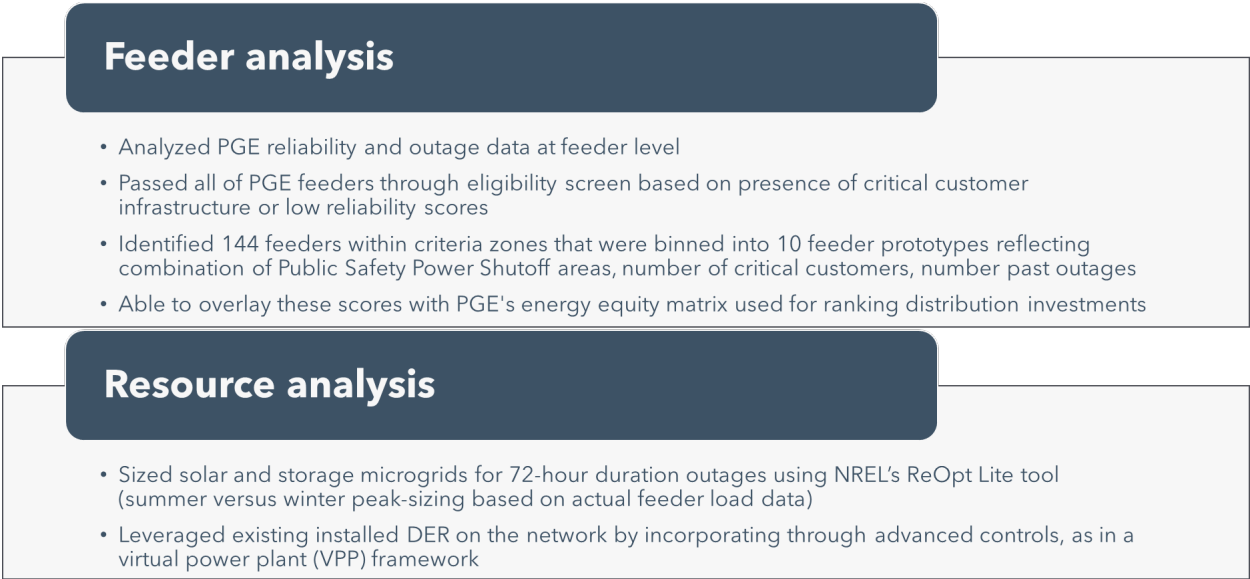 Feeder analysis
• Analyzed PGE reliability and outage data at feeder level
• Passed all of PGE feeders through eligibility screen based on presence of critical customer
infrastructure or low reliability scores
• Identified 144 feeders within criteria zones that were binned into 10 feeder prototypes reflecting
combination of Public Safety Power Shutoff areas, number of critical customers, number past outages
• Able to overlay these scores with PGE's energy equity matrix used for ranking distribution investments
Resource analysis
• Sized solar and storage microgrids for 72-hour duration outages using NREL’s ReOpt Lite tool
(summer versus winter peak-sizing based on actual feeder load data)
• Leveraged existing installed DER on the network by incorporating through advanced controls, as in a
virtual power plant (VPP) framework